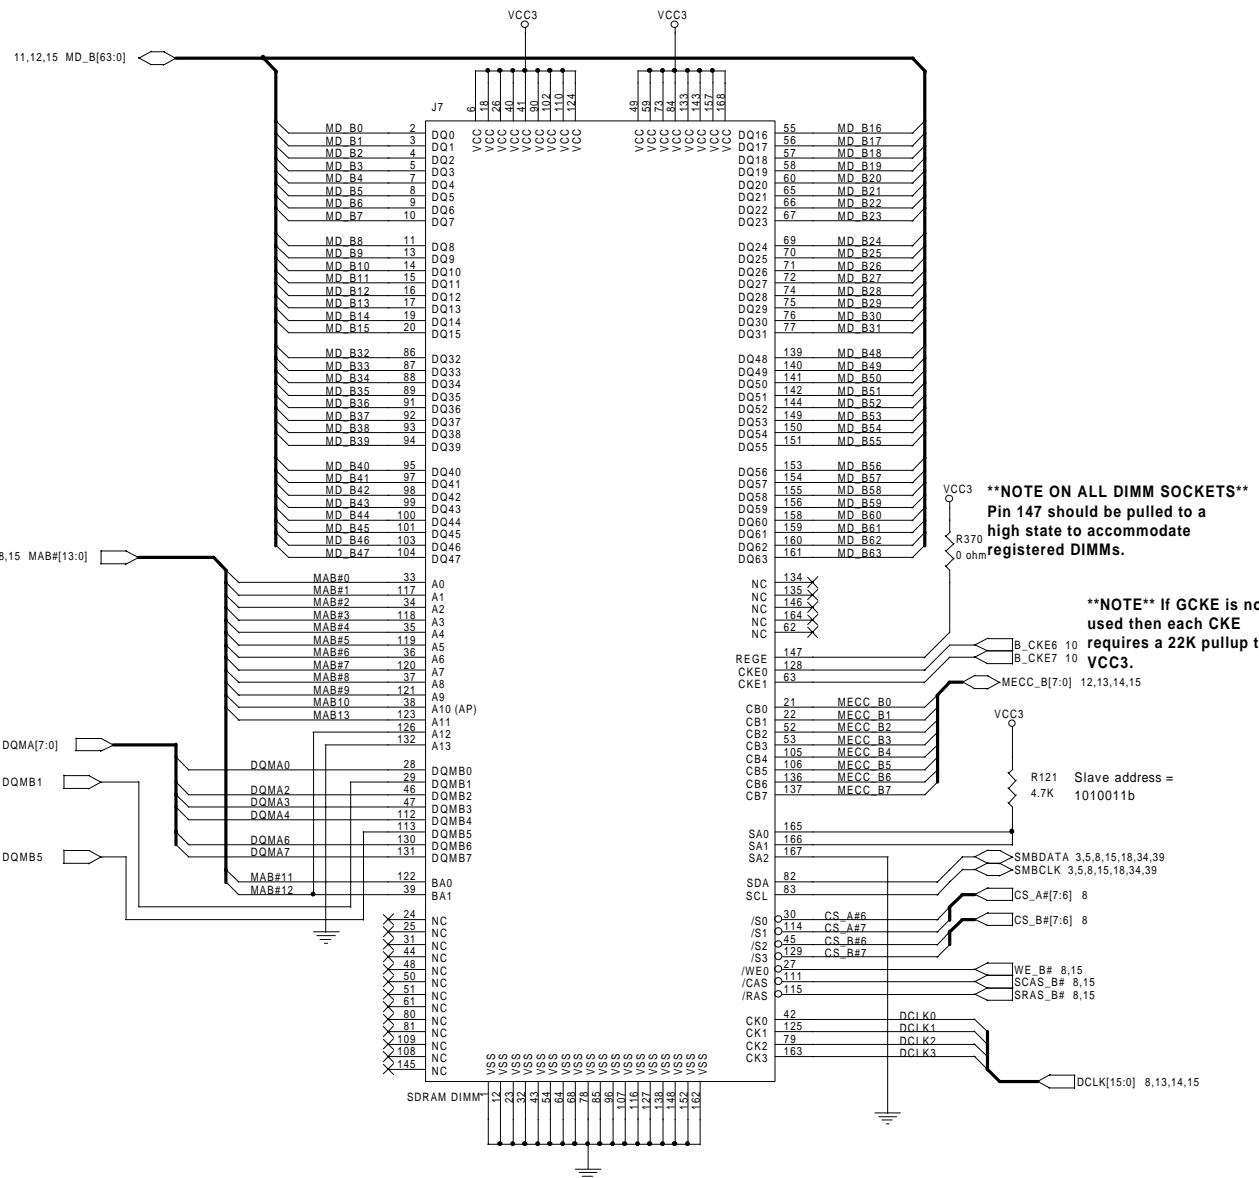 VCC3 VCC3
11,12,15 MD_B[63:0]
J7
6 18 26 40 41 90 102 110 124 49 59 73 84 133 143 157 168
VCC VCC VCC VCC VCC VCC VCC VCC VCC VCC VCC VCC VCC VCC VCC VCC VCC
MD_B0 2 DQ0 DQ16 55 MD_B16
MD_B1 3 DQ1 DQ17 56 MD_B17
MD_B2 4 DQ2 DQ18 57 MD_B18
MD_B3 5 DQ3 DQ19 58 MD_B19
MD_B4 7 DQ4 DQ20 60 MD_B20
MD_B5 8 DQ5 DQ21 65 MD_B21
MD_B6 9 DQ6 DQ22 66 MD_B22
MD_B7 10 DQ7 DQ23 67 MD_B23
MD_B8 11 DQ8 DQ24 69 MD_B24
MD_B9 13 DQ9 DQ25 70 MD_B25
MD_B10 14 DQ10 DQ26 71 MD_B26
MD_B11 15 DQ11 DQ27 72 MD_B27
MD_B12 16 DQ12 DQ28 74 MD_B28
MD_B13 17 DQ13 DQ29 75 MD_B29
MD_B14 19 DQ14 DQ30 76 MD_B30
MD_B15 20 DQ15 DQ31 77 MD_B31
MD_B32 86 DQ32 DQ48 139 MD_B48
MD_B33 87 DQ33 DQ49 140 MD_B49
MD_B34 88 DQ34 DQ50 141 MD_B50
MD_B35 89 DQ35 DQ51 142 MD_B51
MD_B36 91 DQ36 DQ52 144 MD_B52
MD_B37 92 DQ37 DQ53 149 MD_B53
MD_B38 93 DQ38 DQ54 150 MD_B54
MD_B39 94 DQ39 DQ55 151 MD_B55
MD_B40 95 DQ40 DQ56 153 MD_B56
MD_B41 97 DQ41 DQ57 154 MD_B57
MD_B42 98 DQ42 DQ58 155 MD_B58
MD_B43 99 DQ43 DQ59 156 MD_B59
MD_B44 100 DQ44 DQ60 158 MD_B60
MD_B45 101 DQ45 DQ61 159 MD_B61
MD_B46 103 DQ46 DQ62 160 MD_B62
MD_B47 104 DQ47 DQ63 161 MD_B63
VCC3
R370
0 ohm
**NOTE ON ALL DIMM SOCKETS**
Pin 147 should be pulled to a
high state to accommodate
registered DIMMs.
8,15 MAB#[13:0]
MAB#0 33 A0 NC 134
MAB#1 117 A1 NC 135
MAB#2 34 A2 NC 146
MAB#3 118 A3 NC 164
MAB#4 35 A4 NC 62
MAB#5 119 A5
MAB#6 36 A6 REGE 147
MAB#7 120 A7 CKE0 128 B_CKE6 10
MAB#8 37 A8 CKE1 63 B_CKE7 10
MAB#9 121 A9
MAB10 38 A10 (AP) CB0 21 MECC_B0
MAB13 123 A11 CB1 22 MECC_B1
126 A12 CB2 52 MECC_B2
132 A13 CB3 53 MECC_B3
CB4 105 MECC_B4
CB5 106 MECC_B5
CB6 136 MECC_B6
CB7 137 MECC_B7
MECC_B[7:0] 12,13,14,15
**NOTE** If GCKE is no
used then each CKE
requires a 22K pullup t
VCC3.
DQMA[7:0]
DQMB1
DQMB5
DQMA0 28 DQMB0
29 DQMB1
DQMA2 46 DQMB2
DQMA3 47 DQMB3
DQMA4 112 DQMB4
113 DQMB5
DQMA6 130 DQMB6
DQMA7 131 DQMB7
VCC3
R121
4.7K
Slave address =
1010011b
SA0 165
SA1 166
SA2 167
MAB#11 122 BA0 SDA 82 SMBDATA 3,5,8,15,18,34,39
MAB#12 39 BA1 SCL 83 SMBCLK 3,5,8,15,18,34,39
24 NC /S0 30 CS_A#6
25 NC /S1 114 CS_A#7
31 NC /S2 45 CS_B#6
44 NC /S3 129 CS_B#7
CS_A#[7:6] 8
CS_B#[7:6] 8
48 NC /WE0 27 WE_B# 8,15
50 NC /CAS 111 SCAS_B# 8,15
51 NC /RAS 115 SRAS_B# 8,15
61 NC
80 NC CK0 42 DCLK0
81 NC CK1 125 DCLK1
109 NC CK2 79 DCLK2
108 NC CK3 163 DCLK3
145 NC
DCLK[15:0] 8,13,14,15
VSS VSS VSS VSS VSS VSS VSS VSS VSS VSS VSS VSS VSS VSS VSS VSS VSS VSS
SDRAM DIMM
1 12 23 32 43 54 64 68 78 85 96 107 116 127 138 148 152 162